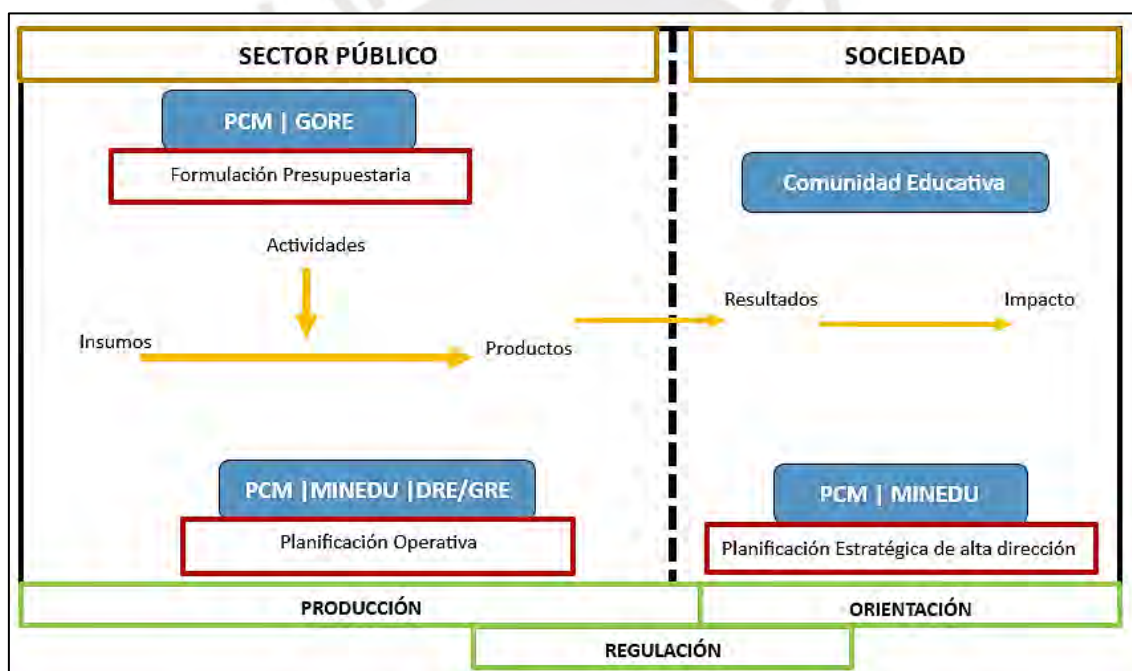 SECTOR PÚBLICO
SOCIEDAD
PCM | GORE
Formulación Presupuestaria
Comunidad Educativa
Actividades
Insumos
Productos
Resultados
Impacto
PCM |MINEDU |DRE/GRE
Planificación Operativa
PCM | MINEDU
Planificación Estratégica de alta dirección
PRODUCCIÓN
ORIENTACIÓN
REGULACIÓN